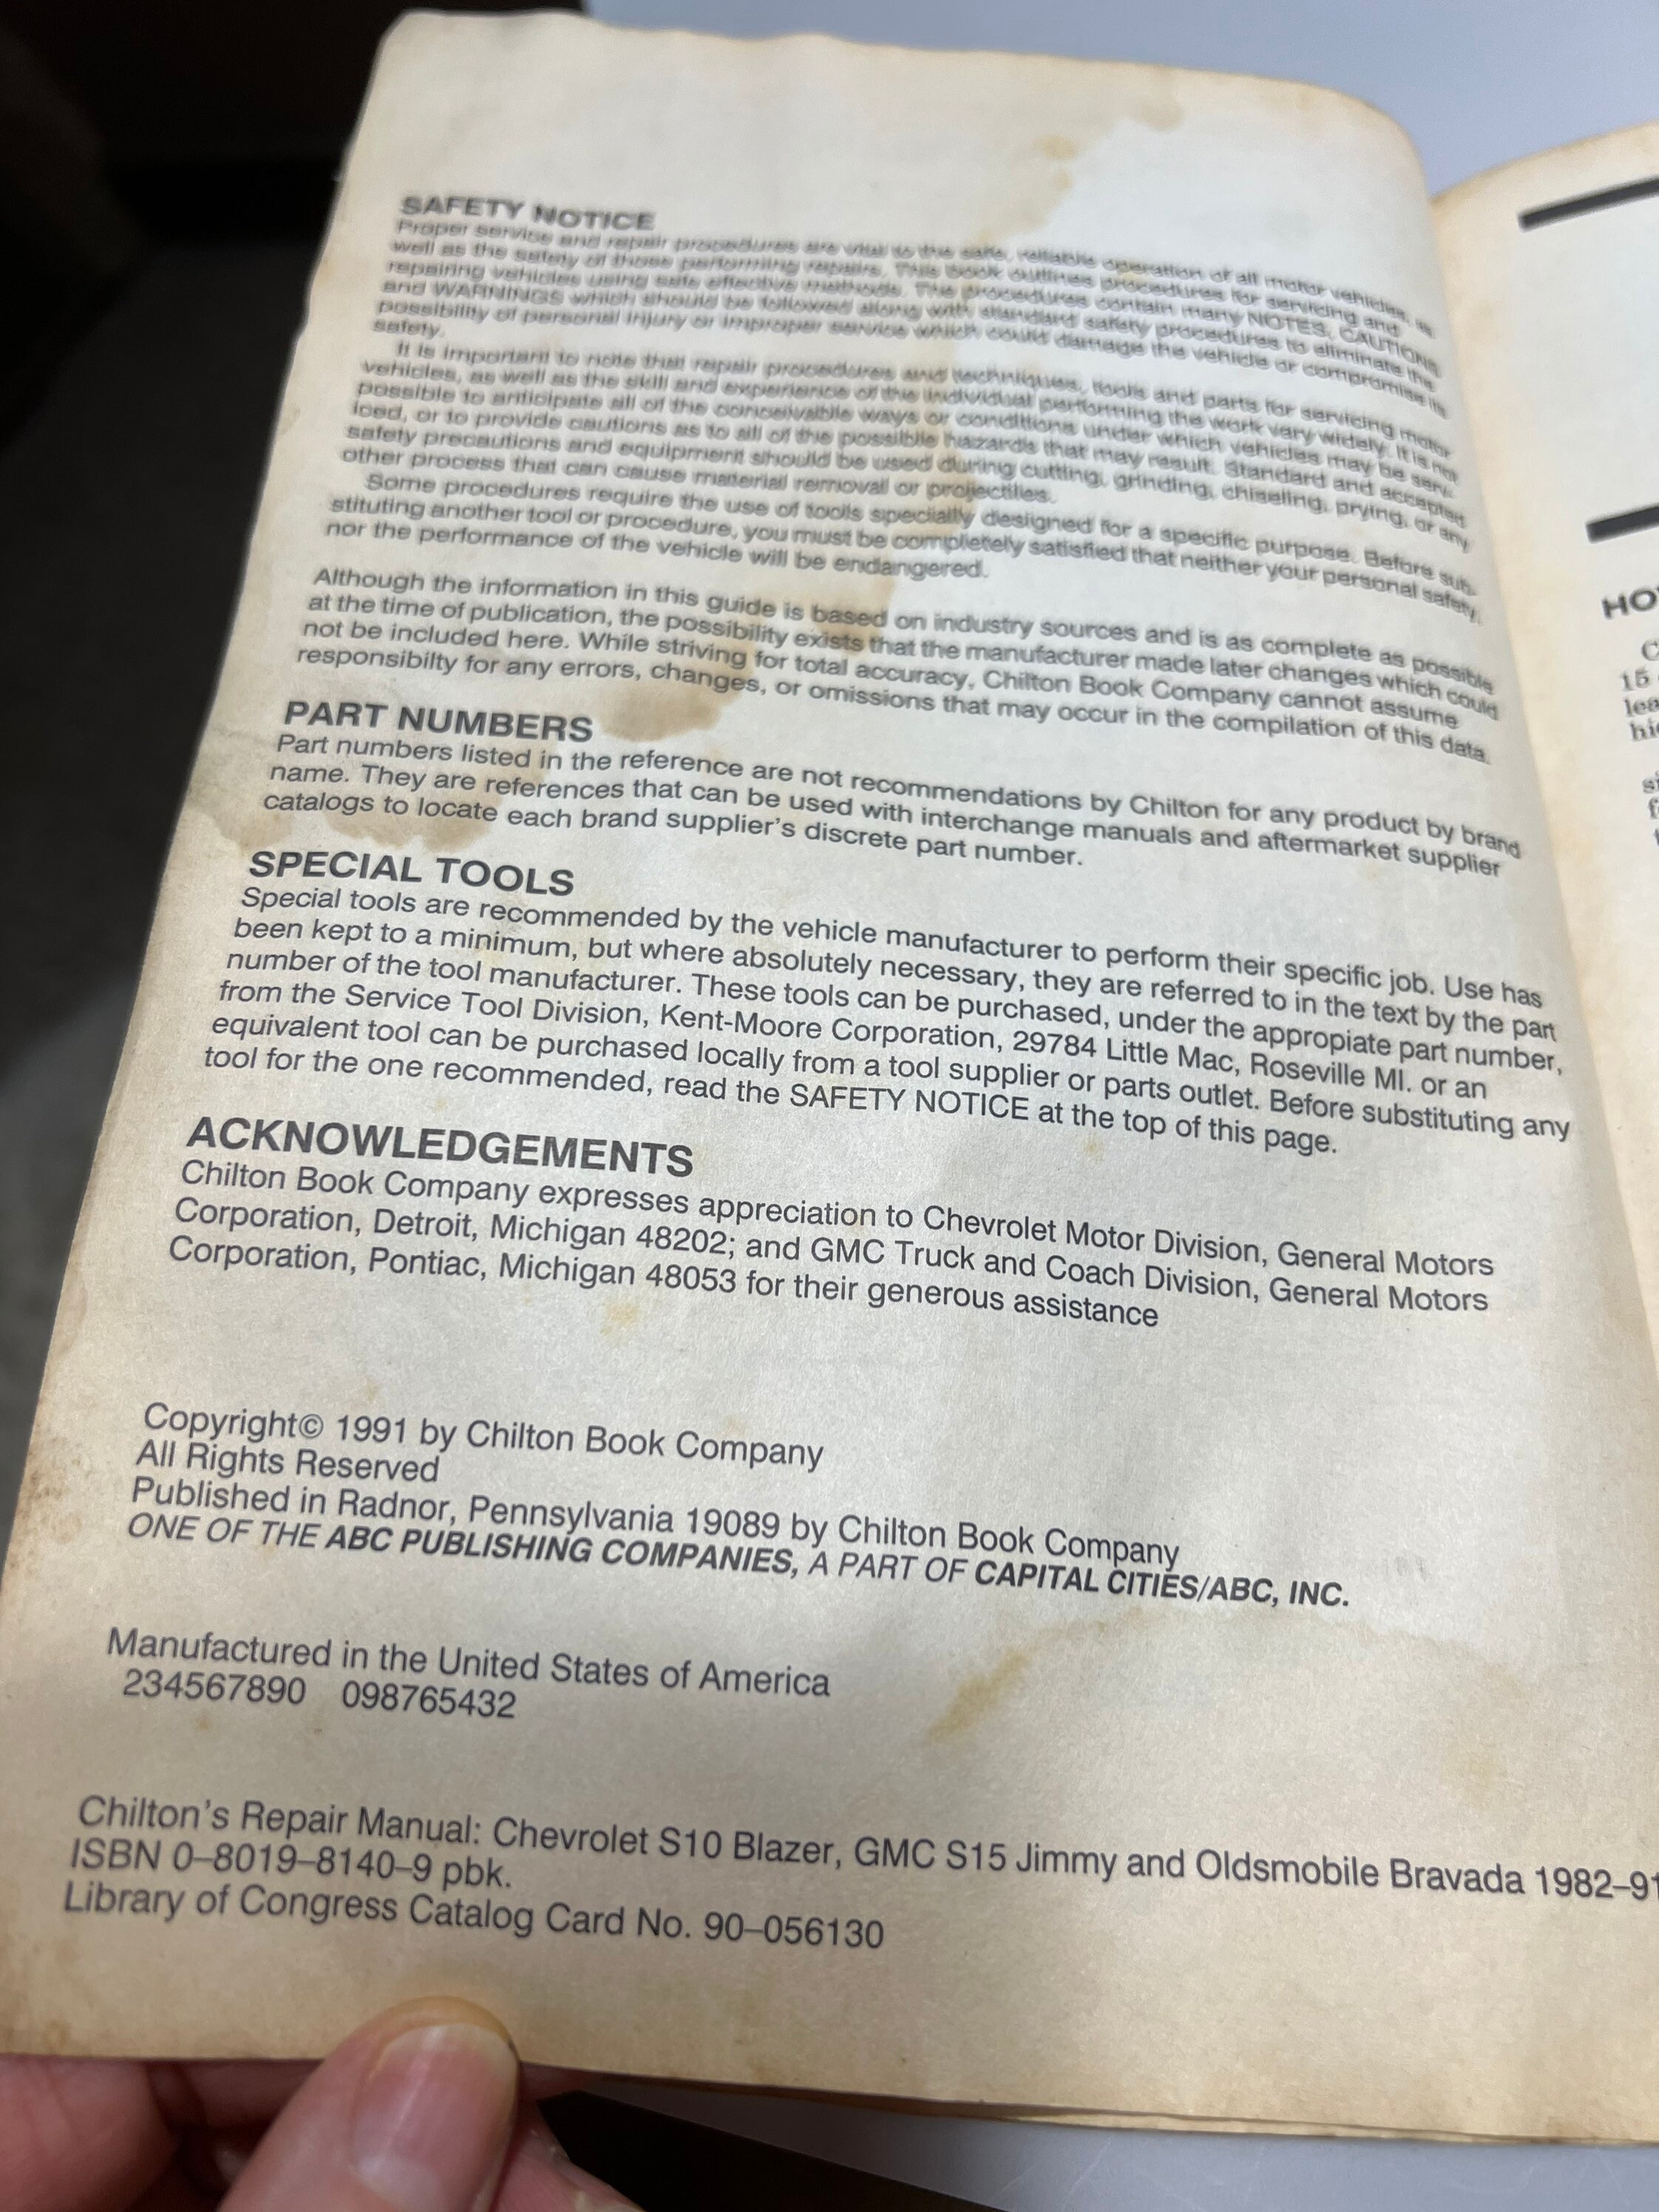 SAFETY NOTICE
Proper service and repair procedures are vital to the safe, reliable operation of all motor vehicles, as
well as the safety of those performing repairs. This book outlines procedures for servicing and
repairing vehicles using safe effective methods. The procedures contain many NOTES, CAUTIONS
and WARNINGS which should be followed along with standard safety procedures to eliminate the
possibility of personal injury or improper service which could damage the vehicle or compromise its
safety.
It is important to note that repair procedures and techniques, tools and parts for servicing motor
vehicles, as well as the skill and experience of the individual performing the work vary widely. It is not
possible to anticipate all of the conceivable ways or conditions under which vehicles may be serv-
iced, or to provide cautions as to all of the possible hazards that may result. Standard and accepted
safety precautions and equipment should be used during cutting, grinding, chiseling, prying, or any
other process that can cause material removal or projectiles.
Some procedures require the use of tools specially designed for a specific purpose. Before sub-
stituting another tool or procedure, you must be completely satisfied that neither your personal safety,
nor the performance of the vehicle will be endangered.
Although the information in this guide is based on industry sources and is as complete as possible
at the time of publication, the possibility exists that the manufacturer made later changes which could
not be included here. While striving for total accuracy, Chilton Book Company cannot assume
responsibilty for any errors, changes, or omissions that may occur in the compilation of this data.
PART NUMBERS
Part numbers listed in the reference are not recommendations by Chilton for any product by brand
name. They are references that can be used with interchange manuals and aftermarket supplier
catalogs to locate each brand supplier's discrete part number.
SPECIAL TOOLS
Special tools are recommended by the vehicle manufacturer to perform their specific job. Use has
been kept to a minimum, but where absolutely necessary, they are referred to in the text by the part
number of the tool manufacturer. These tools can be purchased, under the appropiate part number,
from the Service Tool Division, Kent-Moore Corporation, 29784 Little Mac, Roseville MI. or an
equivalent tool can be purchased locally from a tool supplier or parts outlet. Before substituting any
tool for the one recommended, read the SAFETY NOTICE at the top of this page.
ACKNOWLEDGEMENTS
Chilton Book Company expresses appreciation to Chevrolet Motor Division, General Motors
Corporation, Detroit, Michigan 48202; and GMC Truck and Coach Division, General Motors
Corporation, Pontiac, Michigan 48053 for their generous assistance
Copyright© 1991 by Chilton Book Company
All Rights Reserved
Published in Radnor, Pennsylvania 19089 by Chilton Book Company
ONE OF THE ABC PUBLISHING COMPANIES, A PART OF CAPITAL CITIES/ABC, INC.
Manufactured in the United States of America
234567890 098765432
Chilton's Repair Manual: Chevrolet S10 Blazer, GMC S15 Jimmy and Oldsmobile Bravada 1982–91
ISBN 0–8019–8140–9 pbk.
Library of Congress Catalog Card No. 90–056130
HO
15